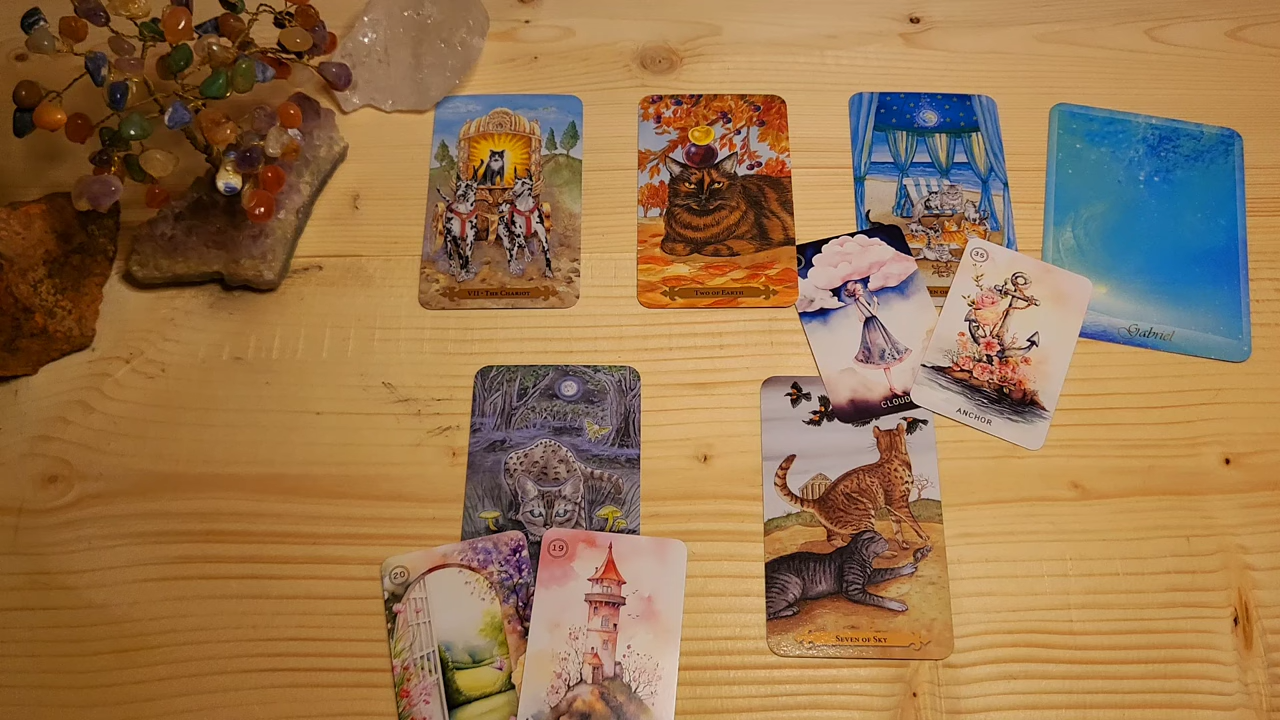 VII - The Chariot
Two of Earth
Gabriel
CLOUD
35
ANCHOR
20
19
Seven of Sky